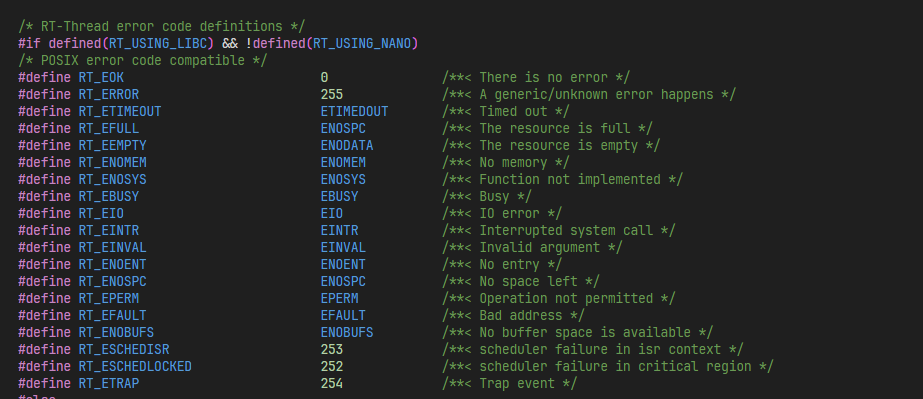 /* RT-Thread error code definitions */
#if defined(RT_USING_LIBC) && !defined(RT_USING_NANO)
/* POSIX error code compatible */
#define RT_EOK                          0               /**< There is no error */
#define RT_ERROR                        255             /**< A generic/unknown error happens */
#define RT_ETIMEOUT                     ETIMEDOUT       /**< Timed out */
#define RT_EFULL                        ENOSPC          /**< The resource is full */
#define RT_EEMPTY                       ENODATA         /**< The resource is empty */
#define RT_ENOMEM                       ENOMEM          /**< No memory */
#define RT_ENOSYS                       ENOSYS          /**< Function not implemented */
#define RT_EBUSY                        EBUSY           /**< Busy */
#define RT_EIO                          EIO             /**< IO error */
#define RT_EINTR                        EINTR           /**< Interrupted system call */
#define RT_EINVAL                       EINVAL          /**< Invalid argument */
#define RT_ENOENT                       ENOENT          /**< No entry */
#define RT_ENOSPC                       ENOSPC          /**< No space left */
#define RT_EPERM                        EPERM           /**< Operation not permitted */
#define RT_EFAULT                       EFAULT          /**< Bad address */
#define RT_ENOBUFS                      ENOBUFS         /**< No buffer space is available */
#define RT_ESCHEDISR                    253             /**< scheduler failure in isr context */
#define RT_ESCHEDLOCKED                 252             /**< scheduler failure in critical region */
#define RT_ETRAP                        254             /**< Trap event */
#else